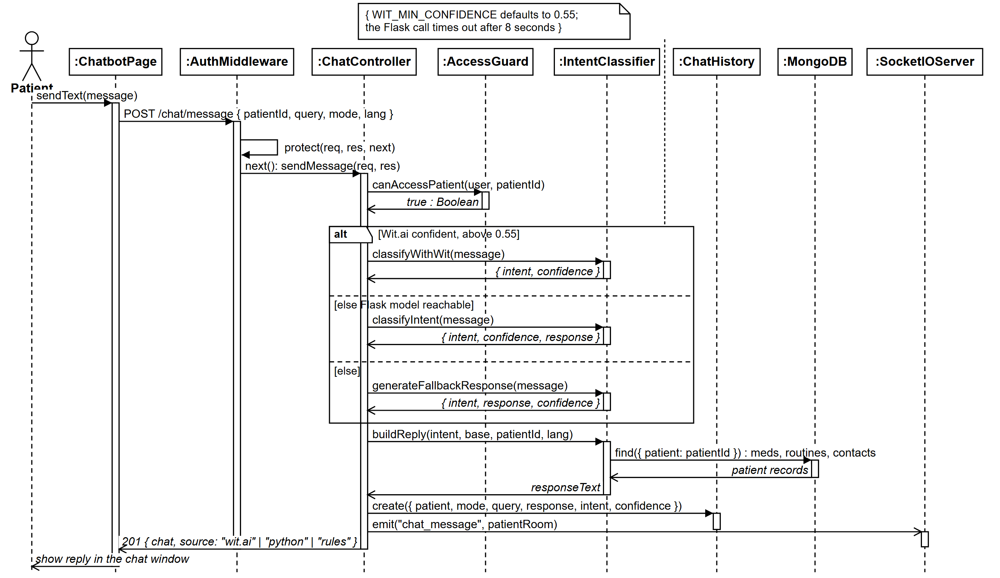 { WIT_MIN_CONFIDENCE defaults to 0.55;
the Flask call times out after 8 seconds }
Patient
:ChatbotPage
:AuthMiddleware
:ChatController
:AccessGuard
:IntentClassifier
:ChatHistory
:MongoDB
:SocketIOServer
sendText(message)
POST /chat/message { patientId, query, mode, lang }
protect(req, res, next)
next(): sendMessage(req, res)
canAccessPatient(user, patientId)
true : Boolean
alt
[Wit.ai confident, above 0.55]
classifyWithWit(message)
{ intent, confidence }
[else Flask model reachable]
classifyIntent(message)
{ intent, confidence, response }
[else]
generateFallbackResponse(message)
{ intent, response, confidence }
buildReply(intent, base, patientId, lang)
find({ patient: patientId }) : meds, routines, contacts
patient records
responseText
create({ patient, mode, query, response, intent, confidence })
emit("chat_message", patientRoom)
201 { chat, source: "wit.ai" | "python" | "rules" }
show reply in the chat window